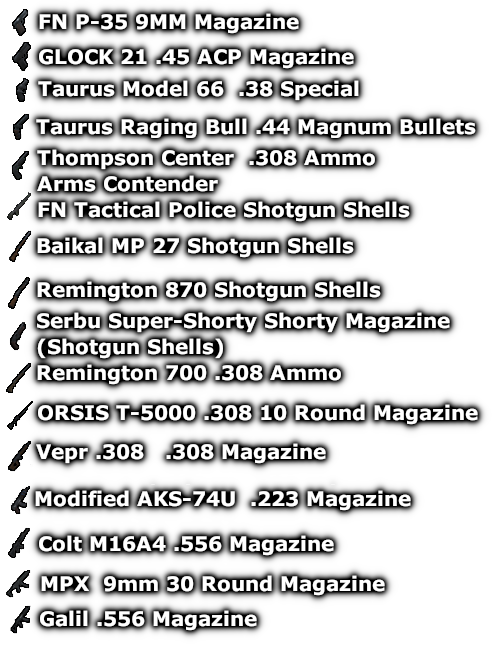 FN P-35 9MM Magazine
GLOCK 21 .45 ACP Magazine
Taurus Model 66 .38 Special
Taurus Raging Bull .44 Magnum Bullets
Thompson Center .308 Ammo
Arms Contender
FN Tactical Police Shotgun Shells
Baikal MP 27 Shotgun Shells
Remington 870 Shotgun Shells
Serbu Super-Shorty Shorty Magazine
(Shotgun Shells)
Remington 700 .308 Ammo
ORSIS T-5000 .308 10 Round Magazine
Vepr .308 .308 Magazine
Modified AKS-74U .223 Magazine
Colt M16A4 .556 Magazine
MPX 9mm 30 Round Magazine
Galil .556 Magazine